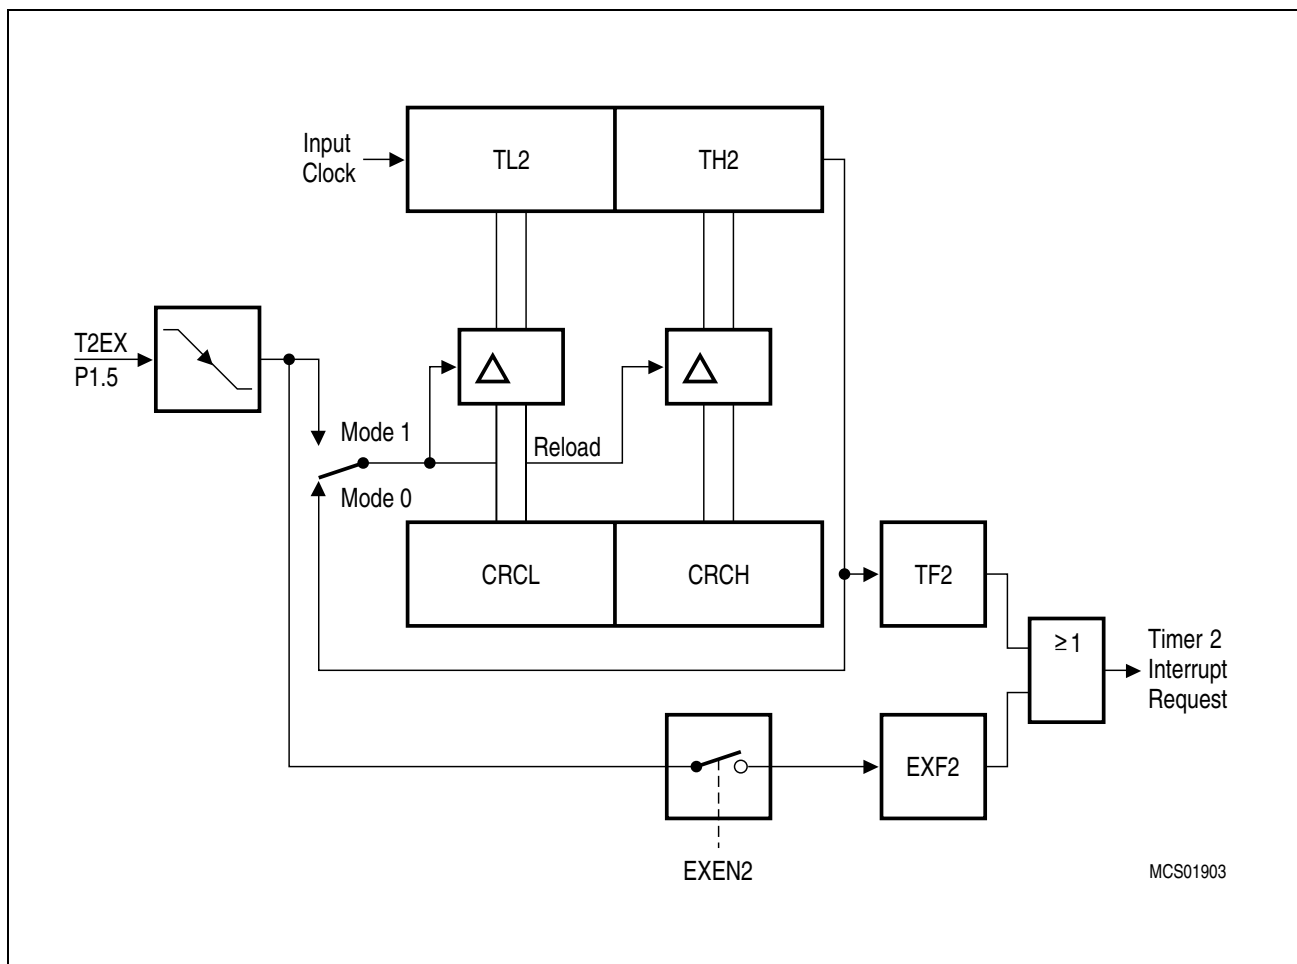 Input
Clock
TL2
TH2
T2EX
P1.5
Mode 1
Reload
Mode 0
CRCL
CRCH
TF2
≥1
Timer 2
Interrupt
Request
EXF2
EXEN2
MCS01903